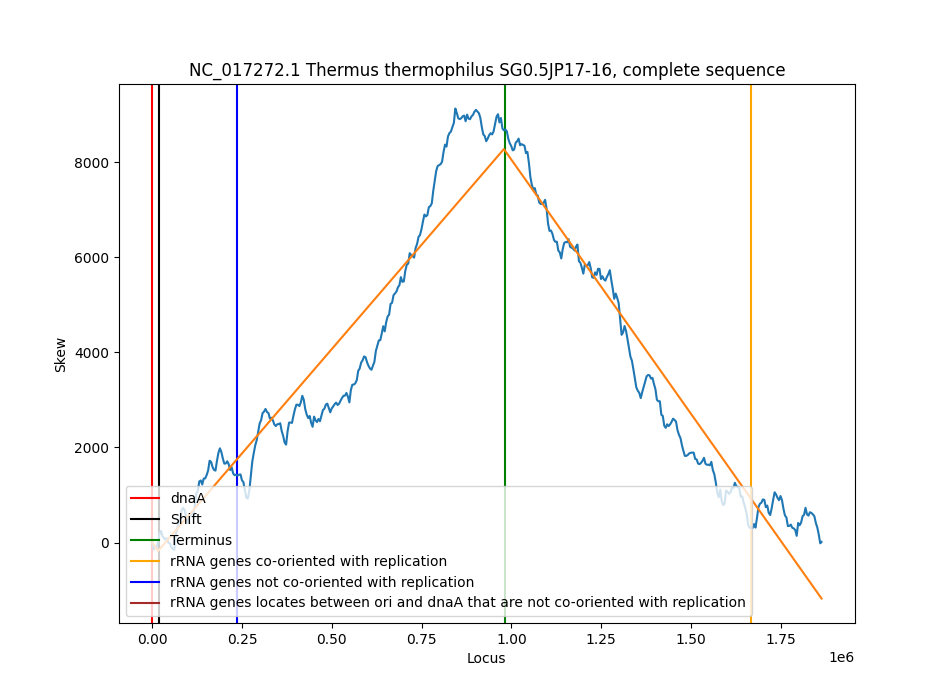 NC_017272.1 Thermus thermophilus SG0.5JP17-16, complete sequence
Skew
8000
6000
4000
2000
0
dnaA
Shift
Terminus
rRNA genes co-oriented with replication
rRNA genes not co-oriented with replication
rRNA genes locates between ori and dnaA that are not co-oriented with replication
0.00 0.25 0.50 0.75 1.00 1.25 1.50 1.75
Locus
1e6